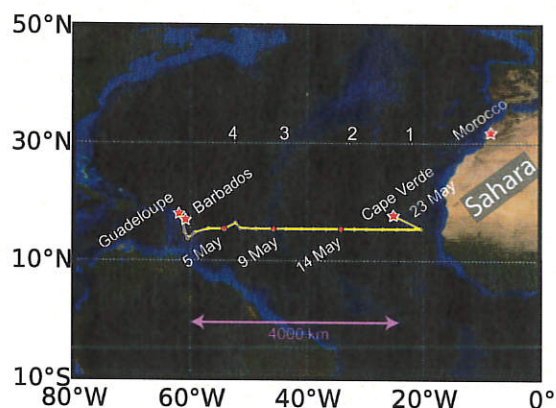 50°N
30°N
10°N
10°S
80°W
60°W
40°W
20°W
0°
4
3
2
1
Morocco
Sahara
Guadeloupe
Barbados
Cape Verde
23 May
5 May
9 May
14 May
4000 km